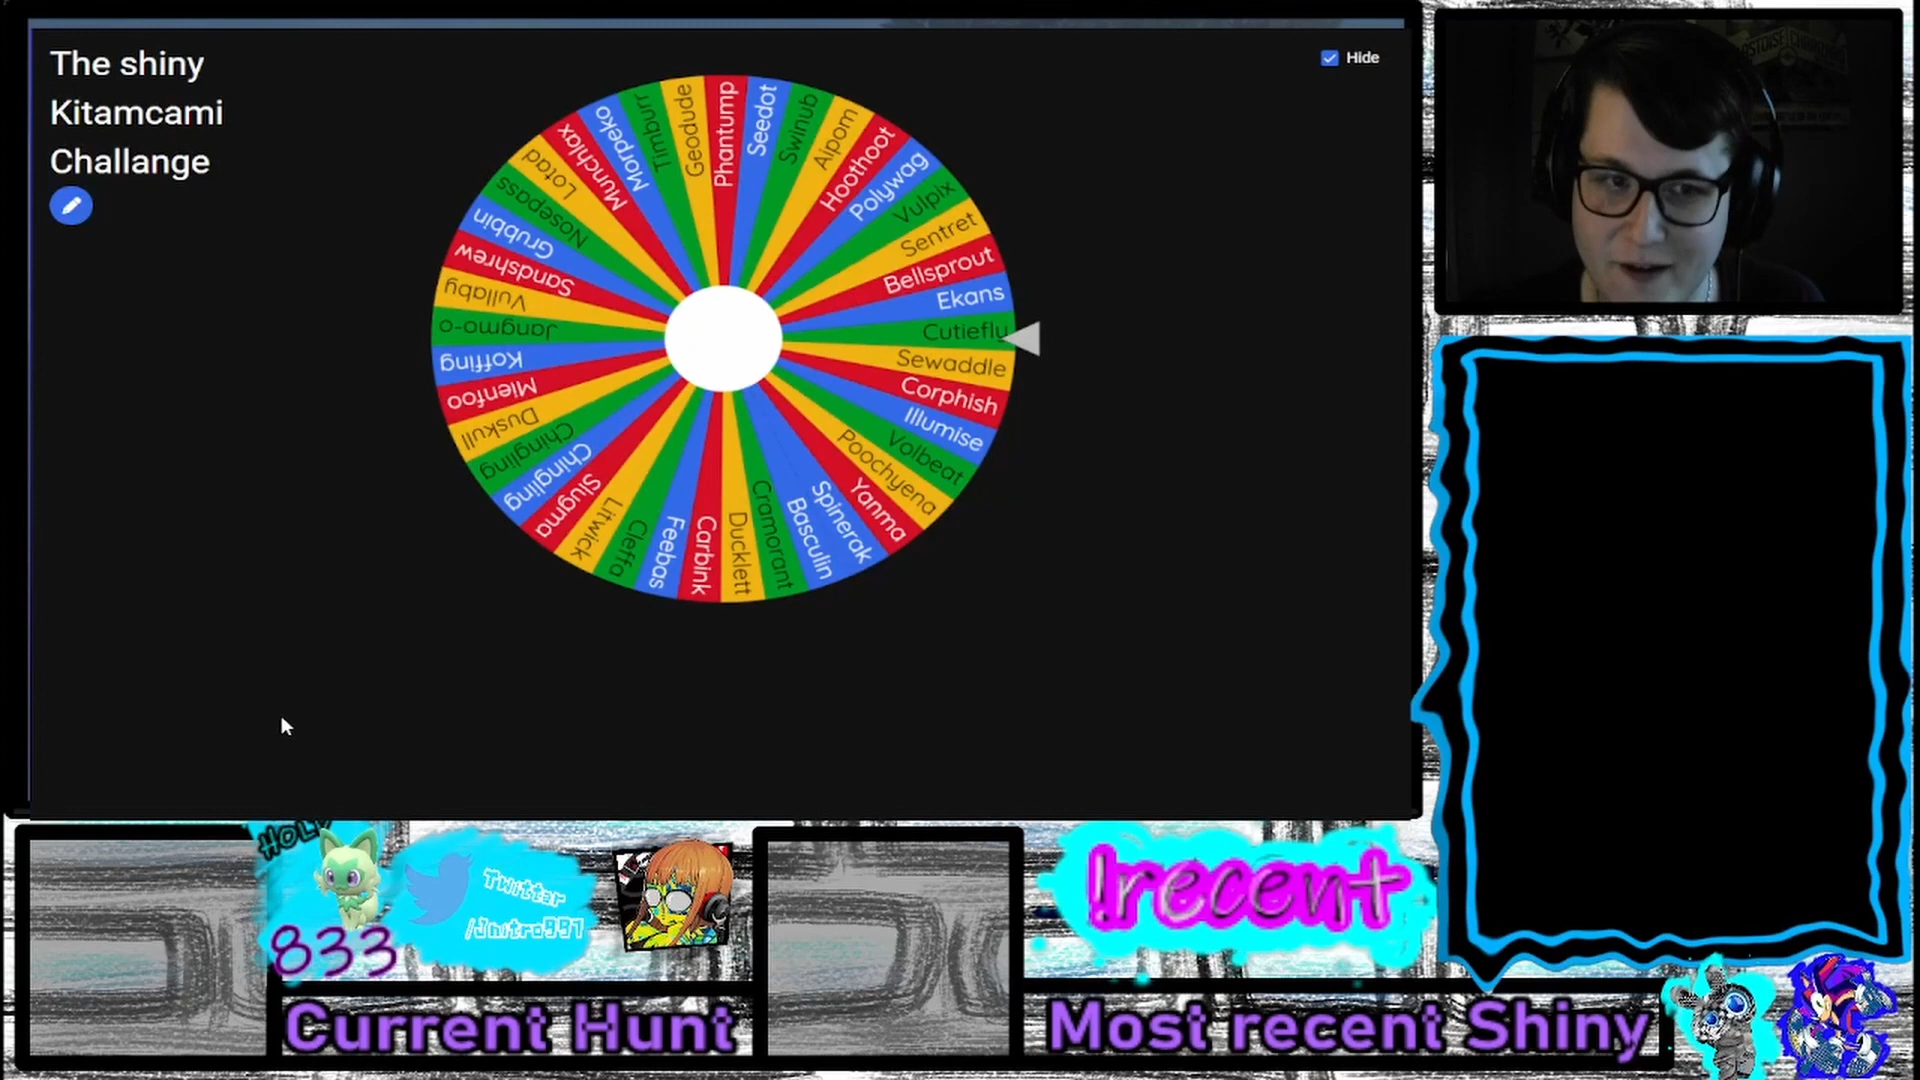 The shiny
Kitamcami
Challange
Hide
Phantump
Seedot
Swinub
Aipom
Hoothoot
Polywag
Vulpix
Sentret
Bellsprout
Ekans
Cutiefly
Sewaddle
Corphish
Illumise
Volbeat
Poochyena
Yanma
Spinerak
Basculin
Cramorant
Ducklett
Carbink
Feebas
Cleffa
Litwick
Slugma
Chingling
Chingling
Duskull
Mienfoo
Koffing
Jangmo-o
Vullaby
Sandshrew
Grubbin
Nosepass
Lotad
Munchlax
Morpeko
Timburr
Geodude
833
Twitter
/Jnitro997
!recent
Current Hunt
Most recent Shiny